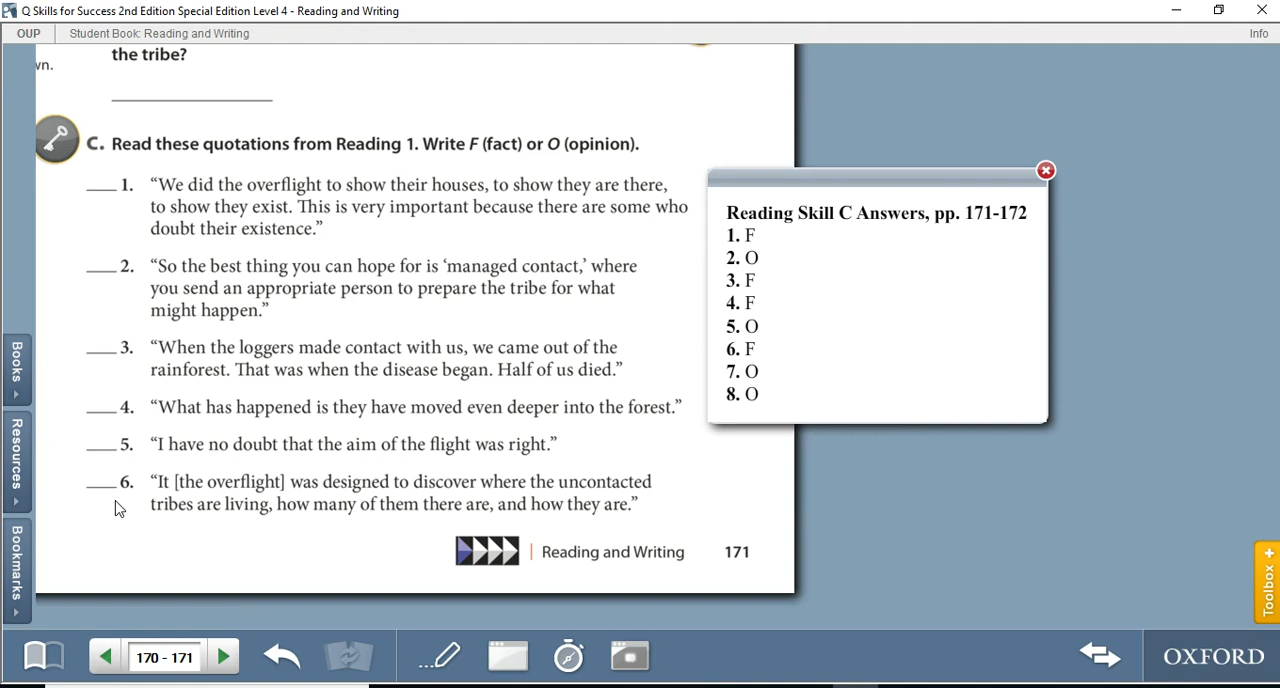 Q Skills for Success 2nd Edition Special Edition Level 4 - Reading and Writing
OUP
Student Book: Reading and Writing
Info
the tribe?
wn.
C. Read these quotations from Reading 1. Write F (fact) or O (opinion).
1. “We did the overflight to show their houses, to show they are there,
to show they exist. This is very important because there are some who
doubt their existence.”
2. “So the best thing you can hope for is ‘managed contact,’ where
you send an appropriate person to prepare the tribe for what
might happen.”
3. “When the loggers made contact with us, we came out of the
rainforest. That was when the disease began. Half of us died.”
4. “What has happened is they have moved even deeper into the forest.”
5. “I have no doubt that the aim of the flight was right.”
6. “It [the overflight] was designed to discover where the uncontacted
tribes are living, how many of them there are, and how they are.”
Reading and Writing 171
Reading Skill C Answers, pp. 171-172
1. F
2. O
3. F
4. F
5. O
6. F
7. O
8. O
Books
Resources
Bookmarks
Toolbox +
170 - 171
OXFORD